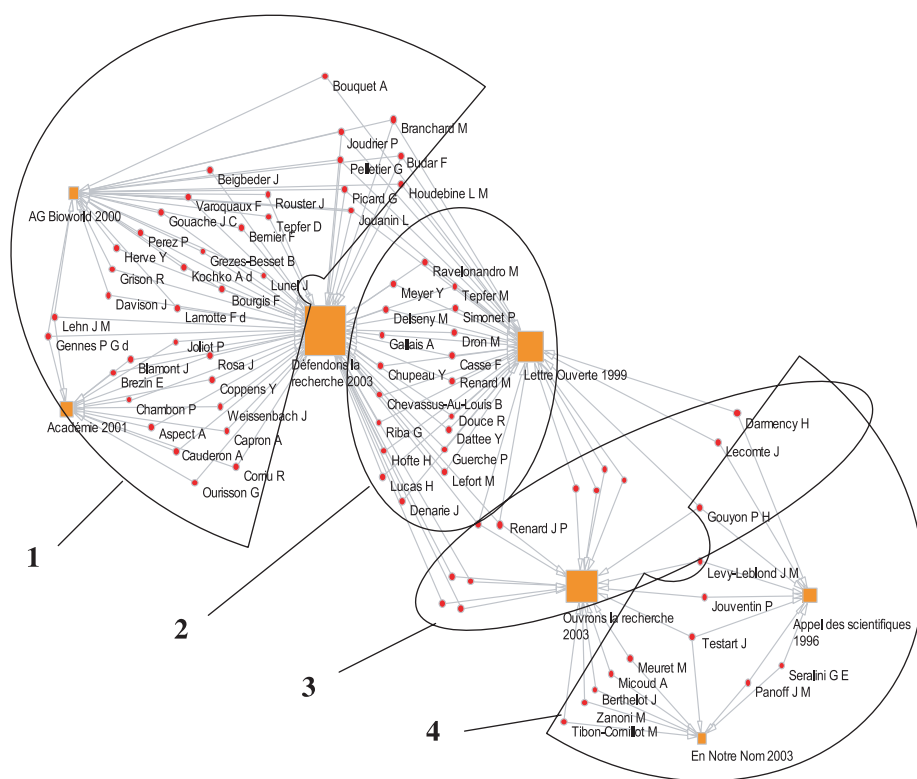 Bouquet A
Branchard M
Joudrier P
Budar F
Pelletier G
Beigbeder J
Houdebine L M
Picard G
AG Bioworld 2000
Varoquaux F
Rouster J
Gouache J C
Tepfer D
Jouanin L
Bernier F
Perez P
Herve Y
Grezes-Besset B
Grison R
Kochko A d
Lunel J
Davison J
Bourgis F
Lamotte F d
Lehn J M
Gennes P G d
Joliot P
Blamont J
Rosa J
Brezin E
Coppens Y
Défendons la
recherche 2003
Chambon P
Académie 2001
Weissenbach J
Aspect A
Capron A
Cauderon A
Corriu R
Ourisson G
Ravelonandro M
Meyer Y
Tepfer M
Delseny M
Simonet P
Gallais A
Dron M
Casse F
Chupeau Y
Renard M
Lettre Ouverte 1999
Chevassus-Au-Louis B
Douce R
Riba G
Dattee Y
Hofte H
Guerche P
Lucas H
Lefort M
Denarie J
Renard J P
Darmency H
Lecomte J
Gouyon P H
Levy-Leblond J M
Jouventin P
Ouvrons la recherche
2003
Appel des scientifiques
1996
Testart J
Meuret M
Seralini G E
Micoud A
Panoff J M
Berthelot J
Zanoni M
Tibon-Cornillot M
En Notre Nom 2003
1
2
3
4